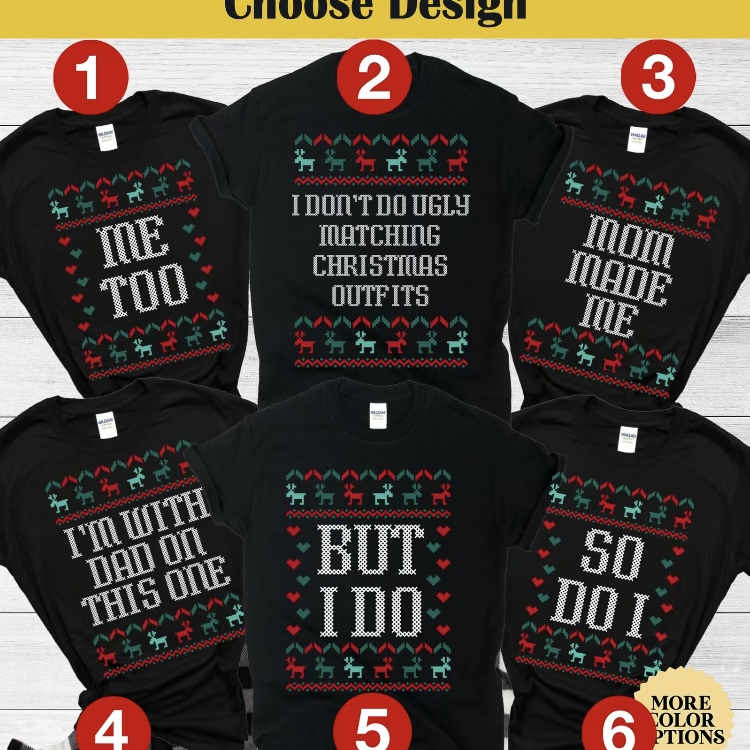 Choose Design
1
2
3
ME
TOO
I DON'T DO UGLY
MATCHING
CHRISTMAS
OUTFITS
MOM
MADE
ME
I'M WITH
DAD ON
THIS ONE
BUT
I DO
SO
DO I
4
5
6
MORE
COLOR
OPTIONS